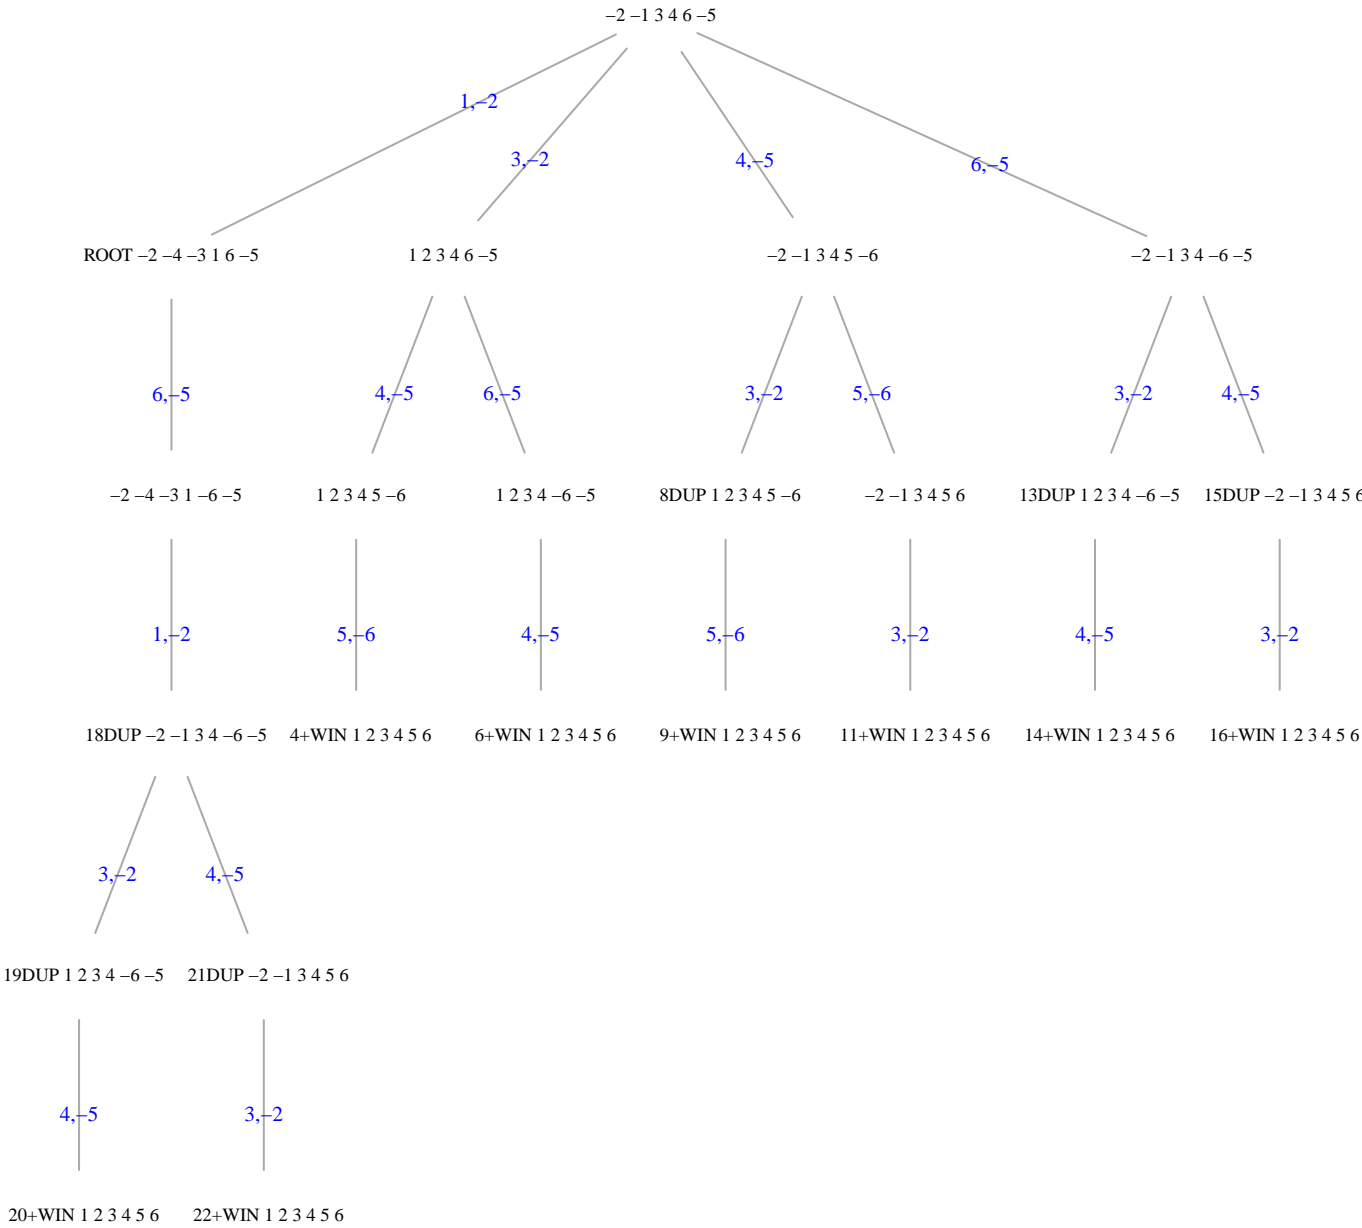 –2 –1 3 4 6 –5
1,–2
3,–2
4,–5
6,–5
ROOT –2 –4 –3 1 6 –5
1 2 3 4 6 –5
–2 –1 3 4 5 –6
–2 –1 3 4 –6 –5
6,–5
4,–5
6,–5
3,–2
5,–6
3,–2
4,–5
–2 –4 –3 1 –6 –5
1 2 3 4 5 –6
1 2 3 4 –6 –5
8DUP 1 2 3 4 5 –6
–2 –1 3 4 5 6
13DUP 1 2 3 4 –6 –5
15DUP –2 –1 3 4 5 6
1,–2
5,–6
4,–5
5,–6
3,–2
4,–5
3,–2
18DUP –2 –1 3 4 –6 –5
4+WIN 1 2 3 4 5 6
6+WIN 1 2 3 4 5 6
9+WIN 1 2 3 4 5 6
11+WIN 1 2 3 4 5 6
14+WIN 1 2 3 4 5 6
16+WIN 1 2 3 4 5 6
3,–2
4,–5
19DUP 1 2 3 4 –6 –5
21DUP –2 –1 3 4 5 6
4,–5
3,–2
20+WIN 1 2 3 4 5 6
22+WIN 1 2 3 4 5 6